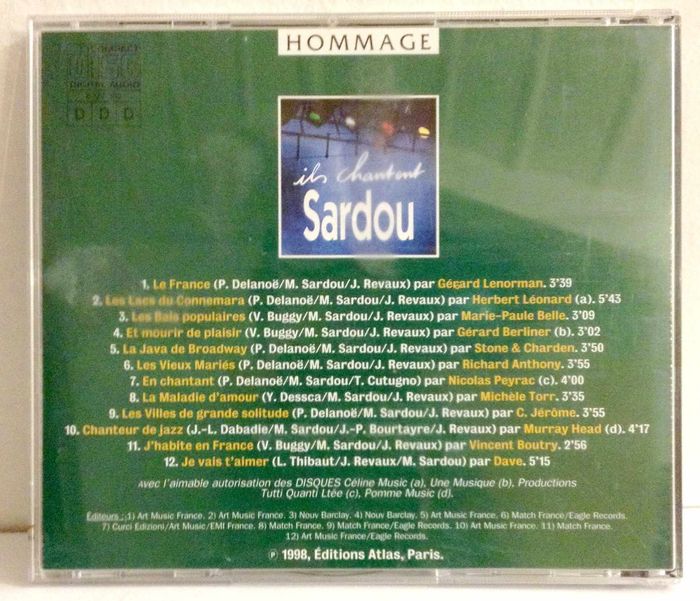 HOMMAGE
COMPACT
disc
DIGITAL AUDIO
D D D
ils chantent
Sardou
1. Le France (P. Delanoë/M. Sardou/J. Revaux) par Gérard Lenorman. 3'39
2. Les Lacs du Connemara (P. Delanoë/M. Sardou/J. Revaux) par Herbert Léonard (a). 5'43
3. Les Bals populaires (V. Buggy/M. Sardou/J. Revaux) par Marie-Paule Belle. 3'09
4. Et mourir de plaisir (V. Buggy/M. Sardou/J. Revaux) par Gérard Berliner (b). 3'02
5. La Java de Broadway (P. Delanoë/M. Sardou/J. Revaux) par Stone & Charden. 3'50
6. Les Vieux Mariés (P. Delanoë/M. Sardou/J. Revaux) par Richard Anthony. 3'55
7. En chantant (P. Delanoë/M. Sardou/T. Cutugno) par Nicolas Peyrac (c). 4'00
8. La Maladie d'amour (Y. Dessca/M. Sardou/J. Revaux) par Michèle Torr. 3'35
9. Les Villes de grande solitude (P. Delanoë/M. Sardou/J. Revaux) par C. Jérôme. 3'55
10. Chanteur de jazz (J.-L. Dabadie/M. Sardou/J.-P. Bourtayre/J. Revaux) par Murray Head (d). 4'17
11. J'habite en France (V. Buggy/M. Sardou/J. Revaux) par Vincent Boutry. 2'56
12. Je vais t'aimer (L. Thibaut/J. Revaux/M. Sardou) par Dave. 5'15
avec l'aimable autorisation des DISQUES Céline Music (a), Une Musique (b), Productions
Tutti Quanti Ltée (c), Pomme Music (d).
Éditeurs : 1) Art Music France. 2) Art Music France. 3) Nouv Barclay. 4) Nouv Barclay. 5) Art Music France. 6) Match France/Eagle Records.
7) Curci Edizioni/Art Music/EMI France. 8) Match France. 9) Match France/Eagle Records. 10) Art Music France. 11) Match France.
12) Art Music France/Eagle Records.
℗ 1998, Éditions Atlas, Paris.